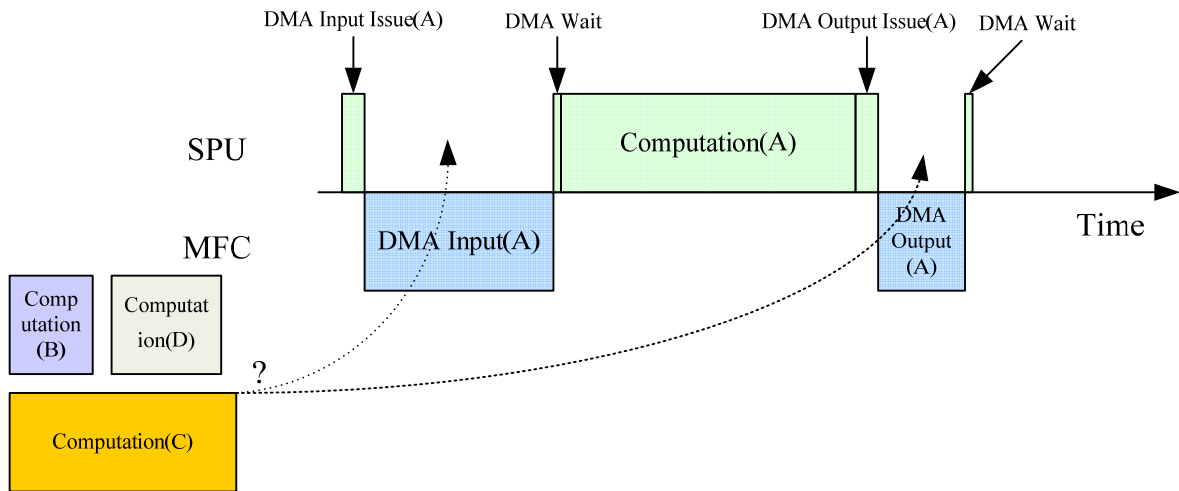 DMA Input Issue(A)
DMA Wait
DMA Output Issue(A)
DMA Wait
SPU
Computation(A)
MFC
DMA Input(A)
DMA
Output
(A)
Time
Comp
utation
(B)
Computat
ion(D)
?
Computation(C)